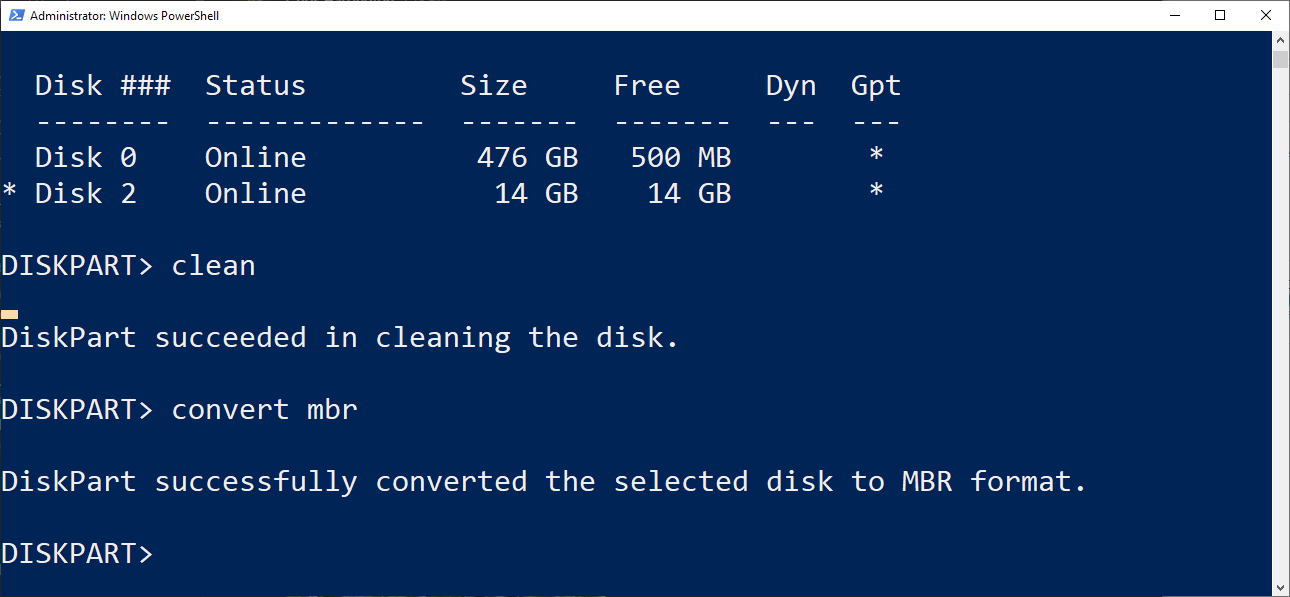 Administrator: Windows PowerShell
Disk ###  Status             Size     Free     Dyn  Gpt
--------  -------------  -------  -------  ---  ---
Disk 0    Online          476 GB   500 MB        *
* Disk 2    Online           14 GB    14 GB        *
DISKPART> clean
DiskPart succeeded in cleaning the disk.
DISKPART> convert mbr
DiskPart successfully converted the selected disk to MBR format.
DISKPART>